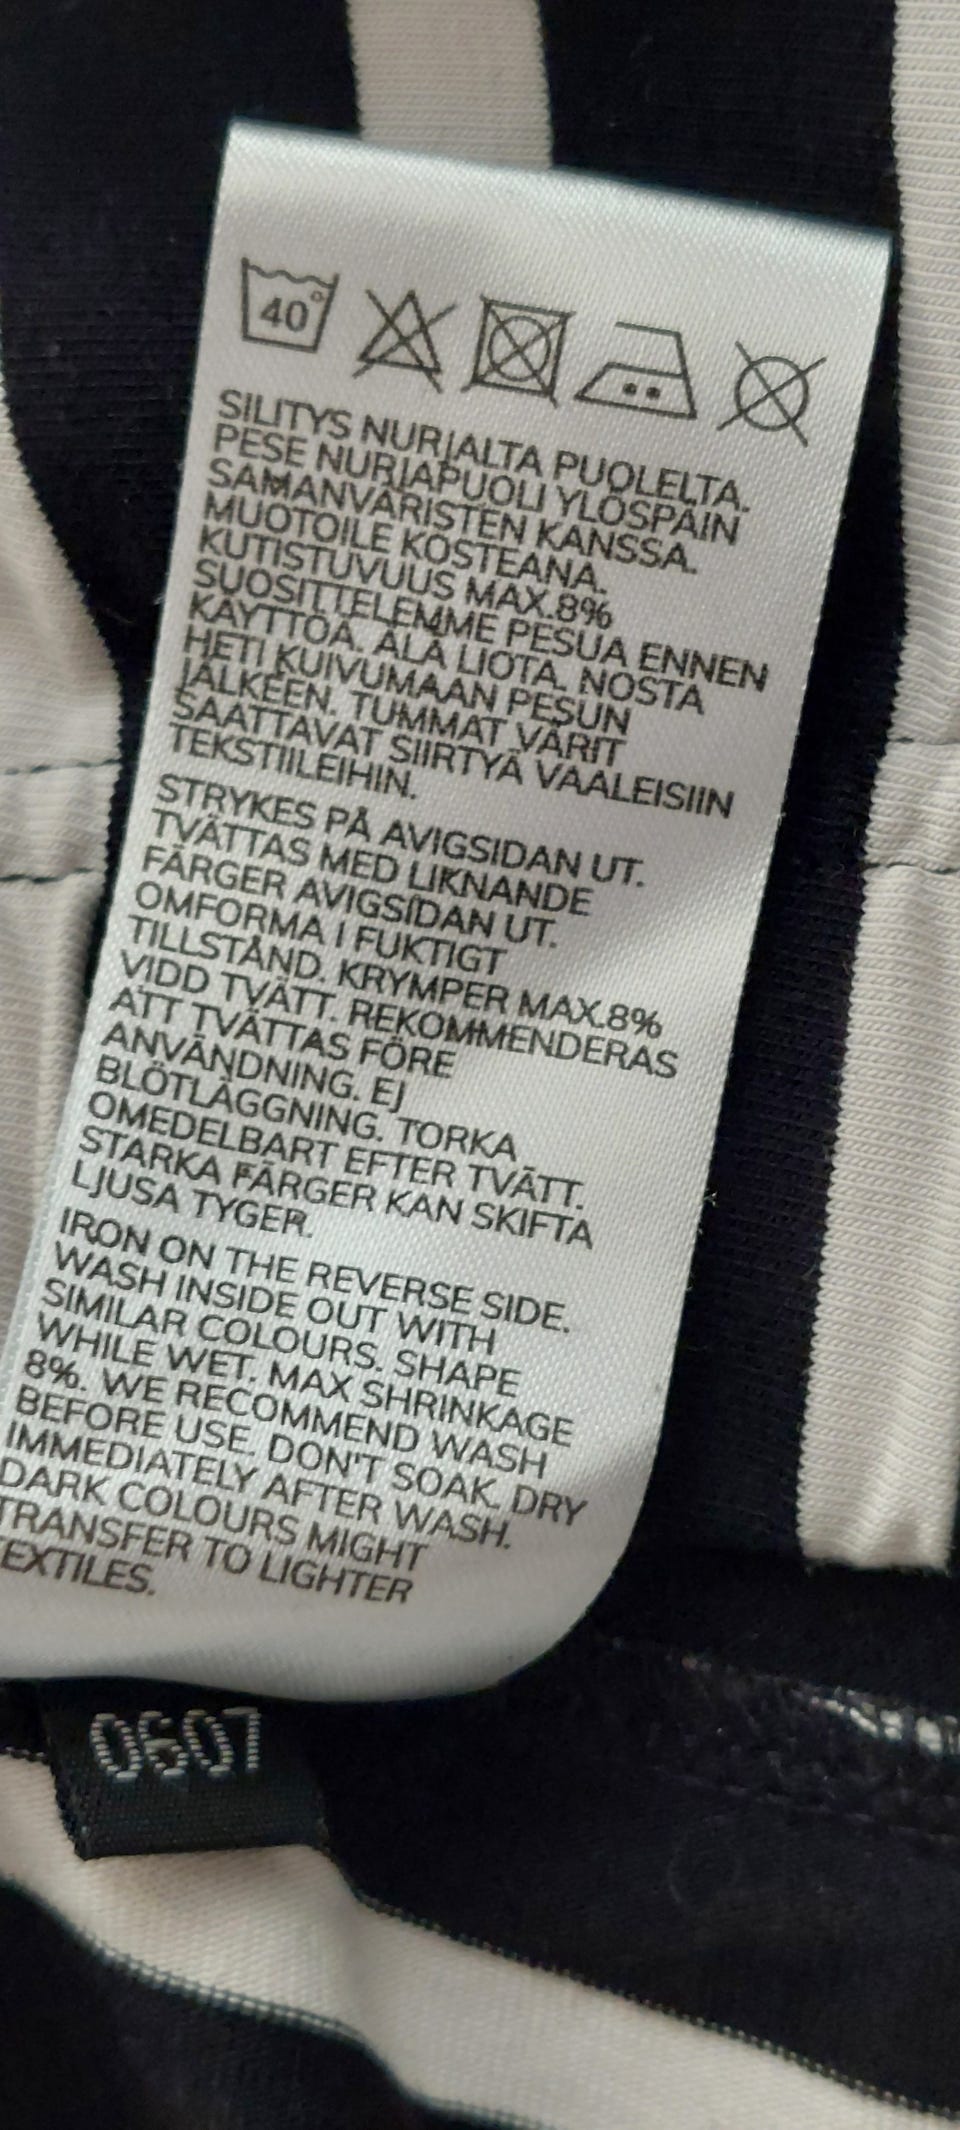 40°
SILITYS NURJALTA PUOLELTA.
PESE NURJAPUOLI YLÖSPÄIN
SAMANVÄRISTEN KANSSA.
MUOTOILE KOSTEANA.
KUTISTUVUUS MAX.8%
SUOSITTELEMME PESUA ENNEN
KÄYTTÖÄ. ÄLÄ LIOTA. NOSTA
HETI KUIVUMAAN PESUN
JÄLKEEN. TUMMAT VÄRIT
SAATTAVAT SIIRTYÄ VAALEISIIN
TEKSTIILEIHIN.
STRYKES PÅ AVIGSIDAN UT.
TVÄTTAS MED LIKNANDE
FÄRGER AVIGSIDAN UT.
OMFORMA I FUKTIGT
TILLSTÅND. KRYMPER MAX.8%
VIDD TVÄTT. REKOMMENDERAS
ATT TVÄTTAS FÖRE
ANVÄNDNING. EJ
BLÖTLÄGGNING. TORKA
OMEDELBART EFTER TVÄTT.
STARKA FÄRGER KAN SKIFTA
LJUSA TYGER.
IRON ON THE REVERSE SIDE.
WASH INSIDE OUT WITH
SIMILAR COLOURS. SHAPE
WHILE WET. MAX SHRINKAGE
8%. WE RECOMMEND WASH
BEFORE USE. DON'T SOAK. DRY
IMMEDIATELY AFTER WASH.
DARK COLOURS MIGHT
TRANSFER TO LIGHTER
EXTILES.
0607